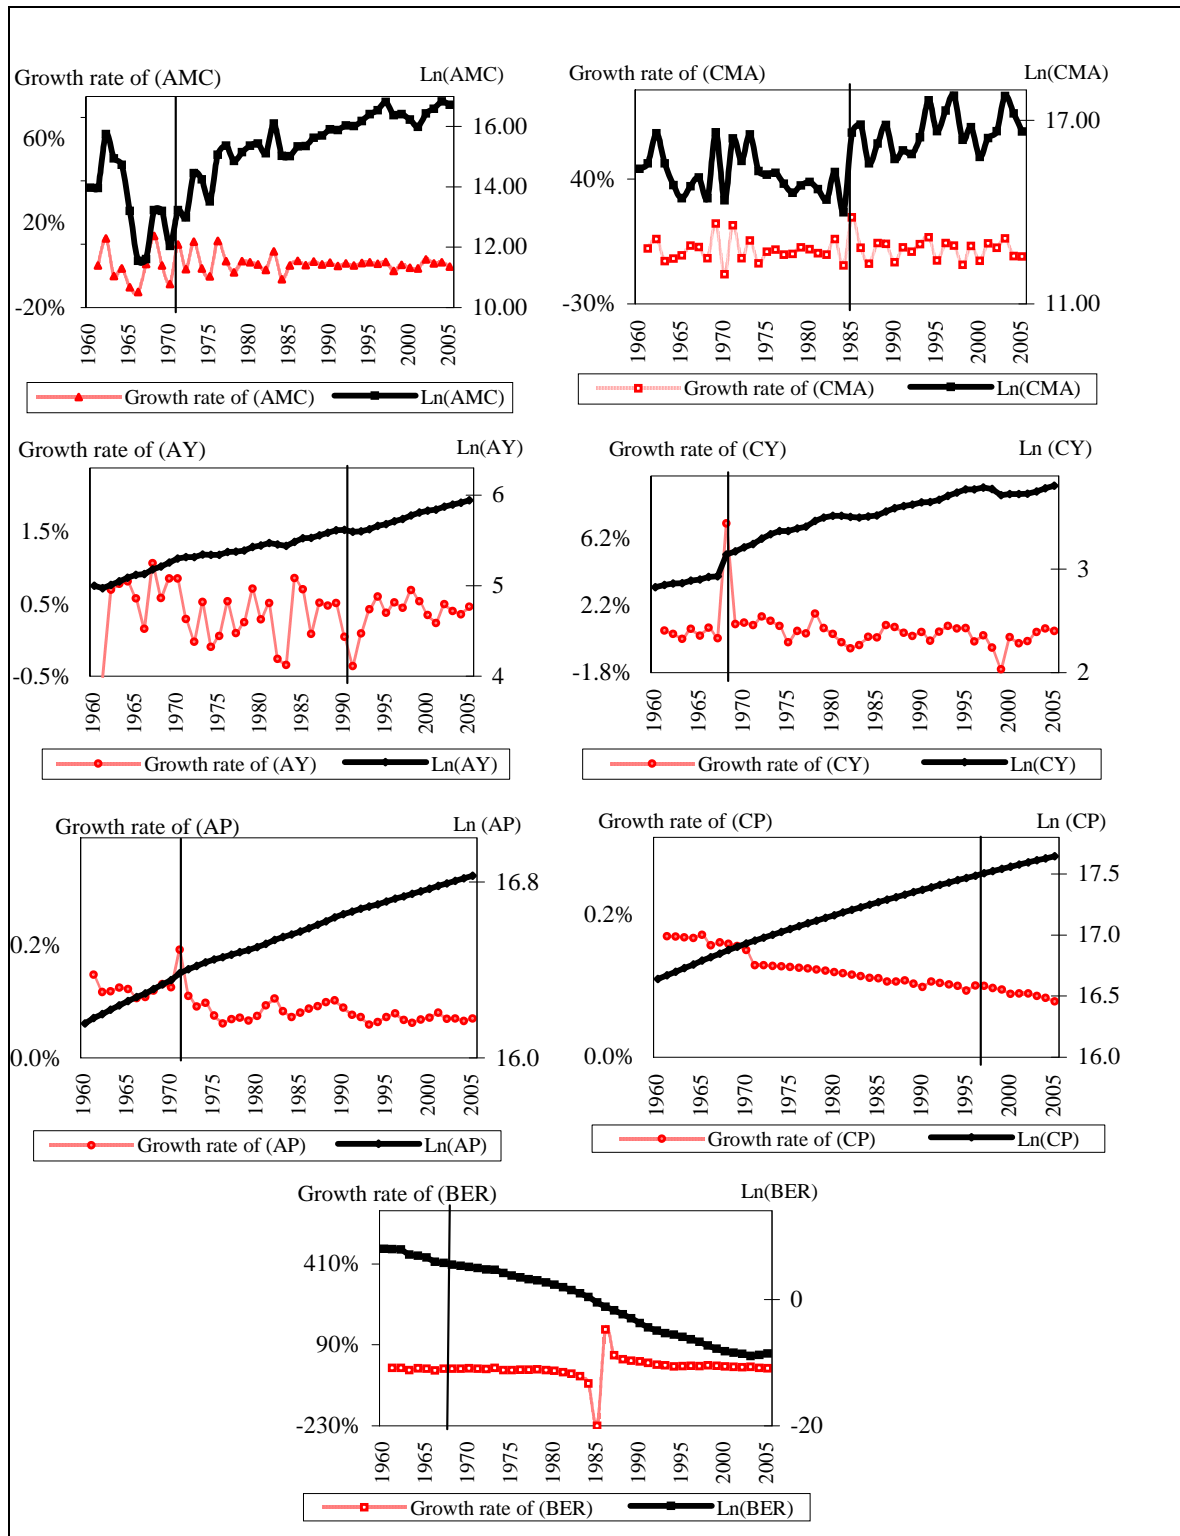 Growth rate of (AMC)
Ln(AMC)
60%
20%
-20%
16.00
14.00
12.00
10.00
1960 1965 1970 1975 1980 1985 1990 1995 2000 2005
Growth rate of (AMC) Ln(AMC)
Growth rate of (CMA)
Ln(CMA)
40%
-30%
17.00
11.00
1960 1965 1970 1975 1980 1985 1990 1995 2000 2005
Growth rate of (CMA) Ln(CMA)
Growth rate of (AY)
Ln(AY)
1.5%
0.5%
-0.5%
6
5
4
1960 1965 1970 1975 1980 1985 1990 1995 2000 2005
Growth rate of (AY) Ln(AY)
Growth rate of (CY)
Ln (CY)
6.2%
2.2%
-1.8%
3
2
1960 1965 1970 1975 1980 1985 1990 1995 2000 2005
Growth rate of (CY) Ln(CY)
Growth rate of (AP)
Ln (AP)
0.2%
0.0%
16.8
16.0
1960 1965 1970 1975 1980 1985 1990 1995 2000 2005
Growth rate of (AP) Ln(AP)
Growth rate of (CP)
Ln (CP)
0.2%
0.0%
17.5
17.0
16.5
16.0
1960 1965 1970 1975 1980 1985 1990 1995 2000 2005
Growth rate of (CP) Ln(CP)
Growth rate of (BER)
Ln(BER)
410%
90%
-230%
0
-20
1960 1965 1970 1975 1980 1985 1990 1995 2000 2005
Growth rate of (BER) Ln(BER)